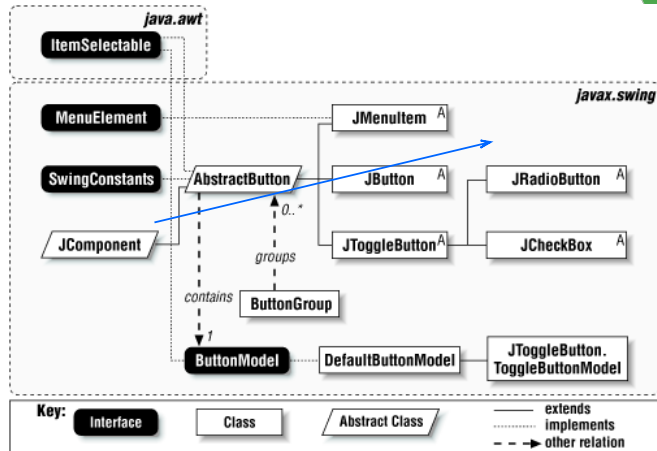 java.awt
ItemSelectable
javax.swing
MenuElement
JMenuItem A
SwingConstants
AbstractButton
JButton A
JRadioButton A
0..*
JComponent
JToggleButton A
JCheckBox A
groups
contains
ButtonGroup
1
ButtonModel
DefaultButtonModel
JToggleButton.
ToggleButtonModel
Key:
Interface
Class
Abstract Class
extends
implements
other relation